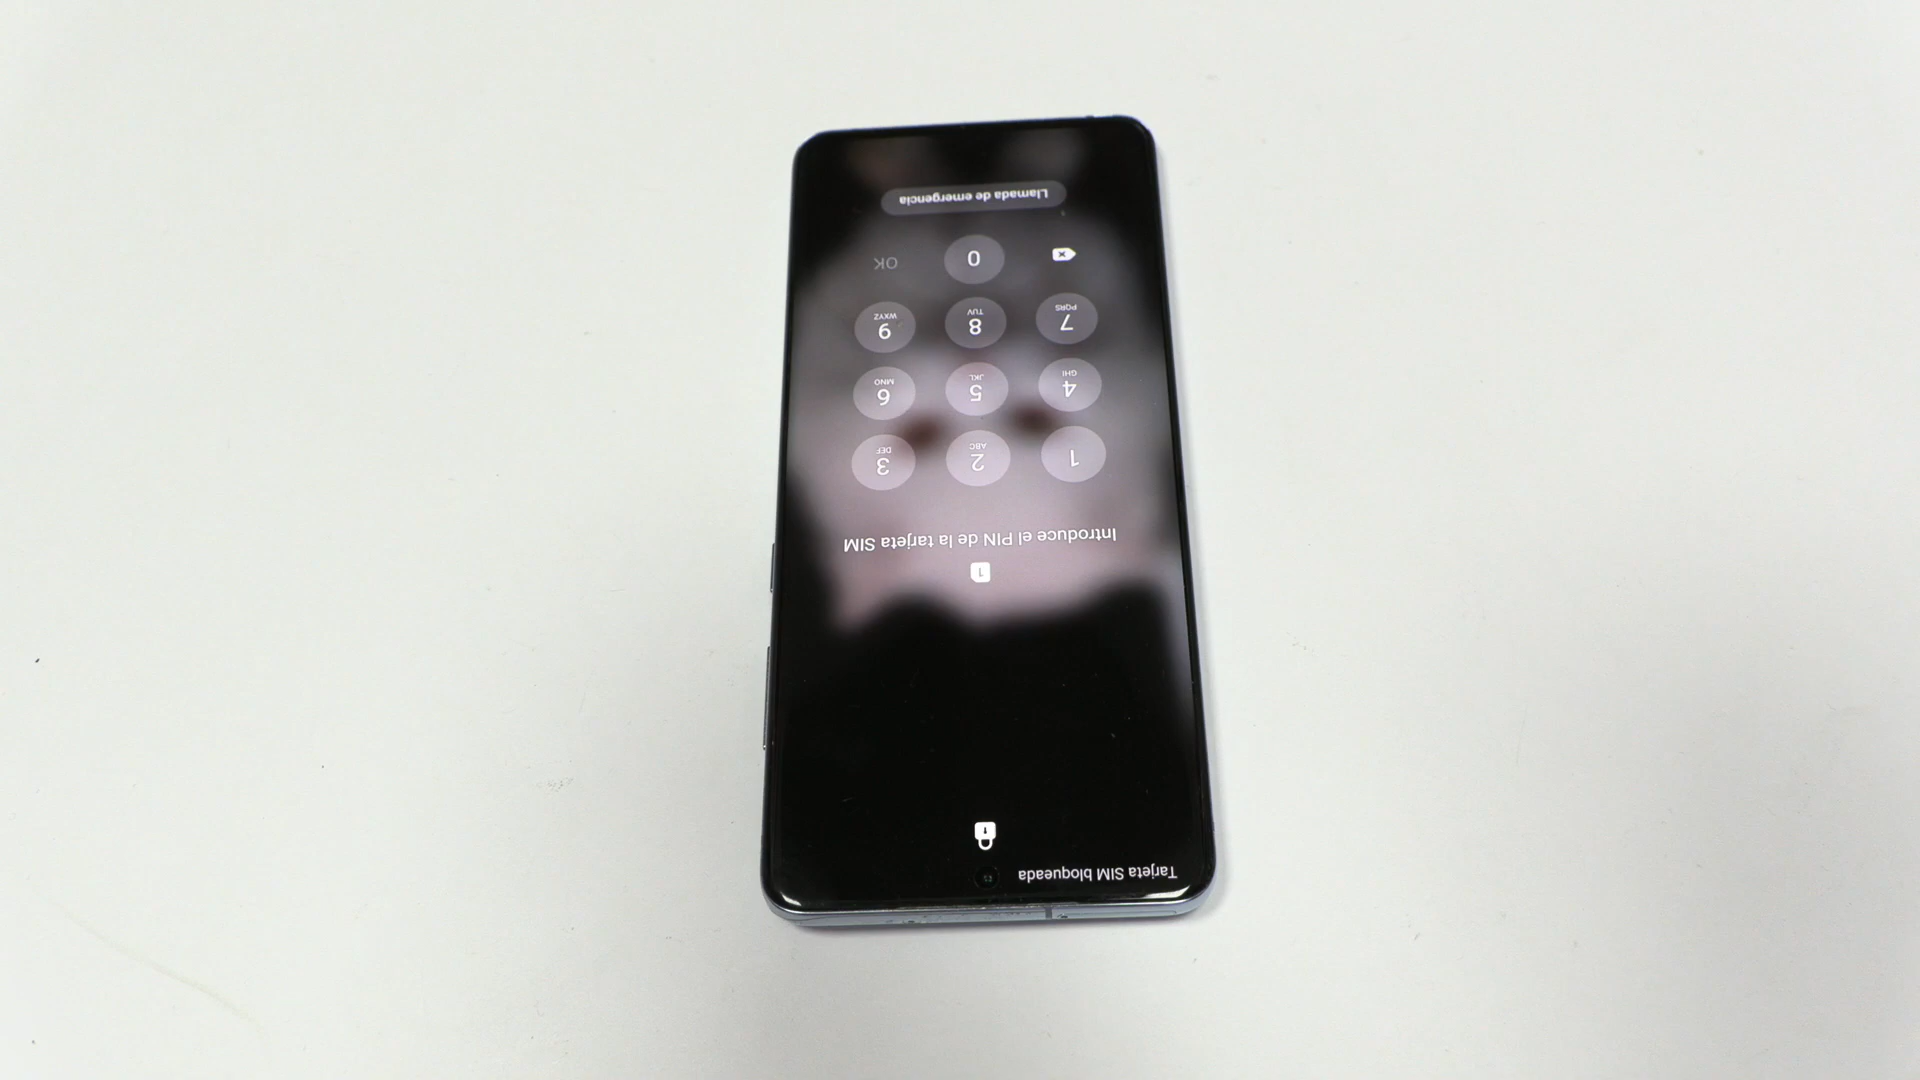 Tarjeta SIM bloqueada
1
Introduce el PIN de la tarjeta SIM
1 2 3
ABC DEF
4 5 6
GHI JKL MNO
7 8 9
PQRS TUV WXYZ
0 OK
Llamada de emergencia